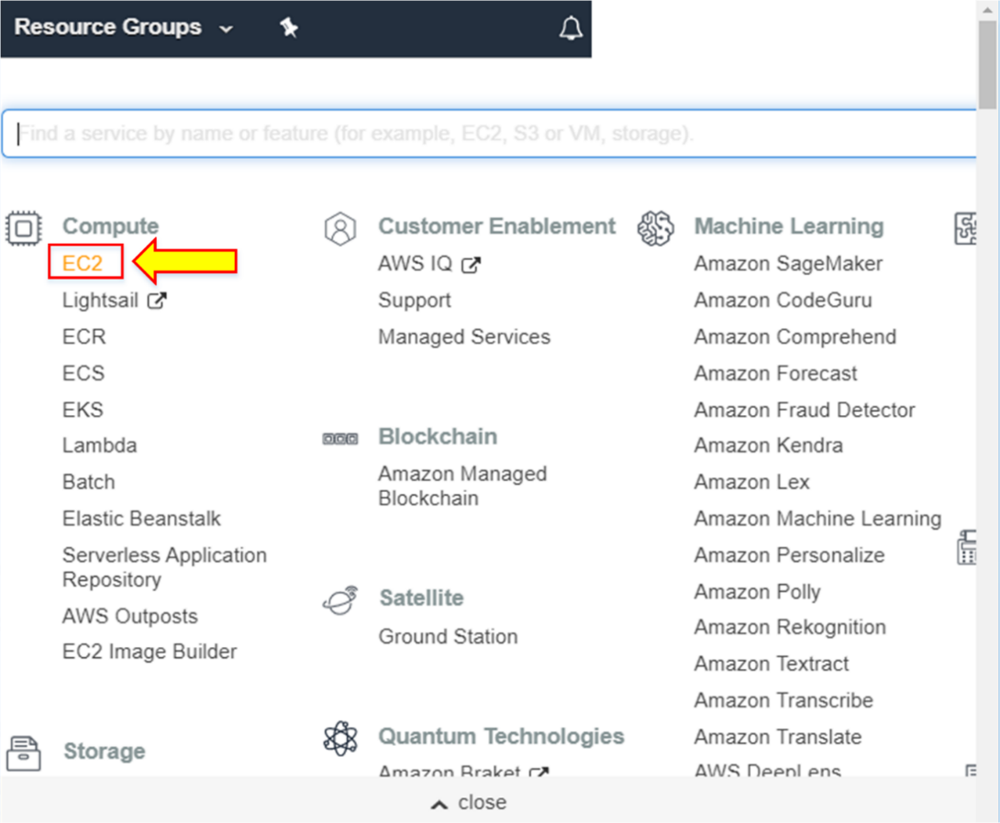 Resource Groups
Find a service by name or feature (for example, EC2, S3 or VM, storage).
Compute
EC2
Lightsail
ECR
ECS
EKS
Lambda
Batch
Elastic Beanstalk
Serverless Application
Repository
AWS Outposts
EC2 Image Builder
Storage
Customer Enablement
AWS IQ
Support
Managed Services
Blockchain
Amazon Managed
Blockchain
Satellite
Ground Station
Quantum Technologies
Amazon Braket
Machine Learning
Amazon SageMaker
Amazon CodeGuru
Amazon Comprehend
Amazon Forecast
Amazon Fraud Detector
Amazon Kendra
Amazon Lex
Amazon Machine Learning
Amazon Personalize
Amazon Polly
Amazon Rekognition
Amazon Textract
Amazon Transcribe
Amazon Translate
AWS DeepLens
close